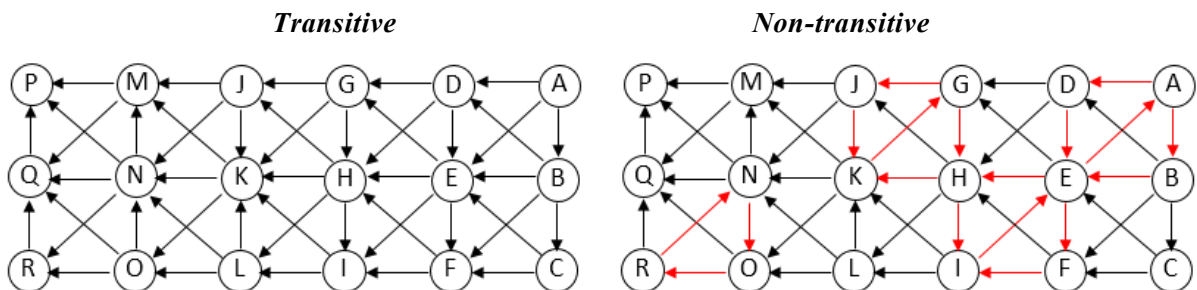 Transitive Non-transitive
P M J G D A P M J G D A
Q N K H E B Q N K H E B
R O L I F C R O L I F C